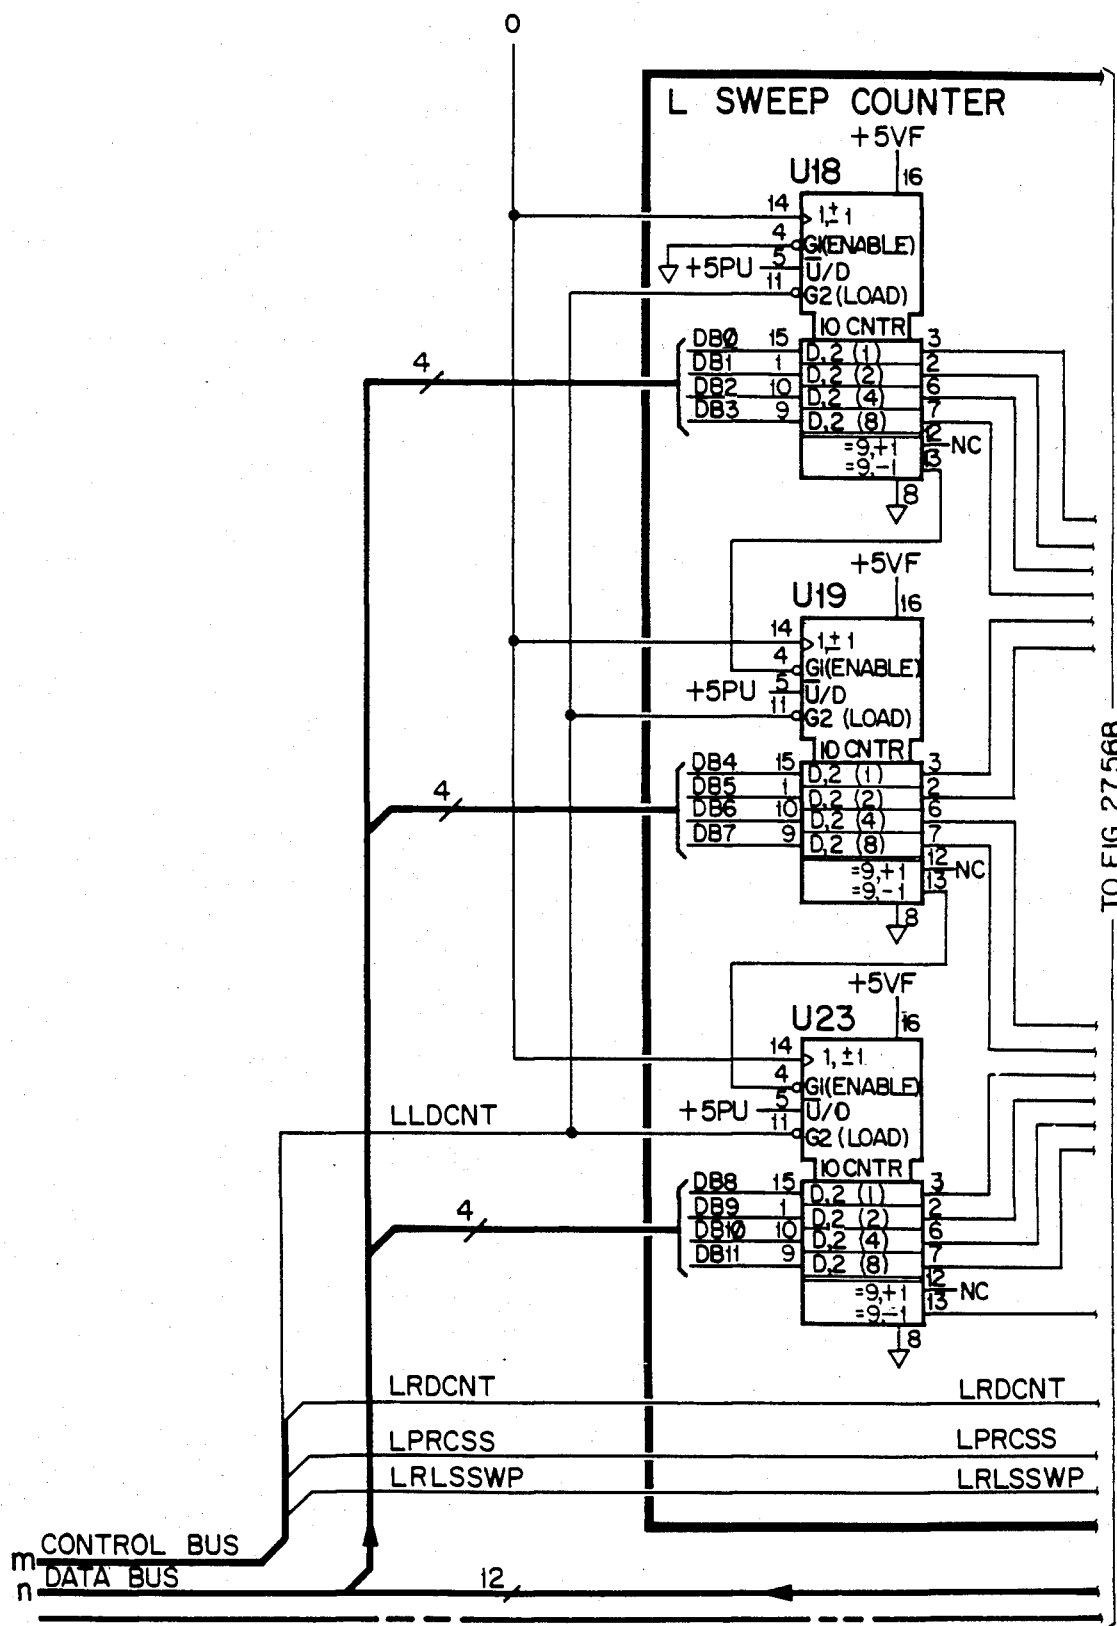 O
L SWEEP COUNTER
+5VF
U18
16
14
1,±1
4
G1(ENABLE)
+5PU
5
U̅/D
11
G2 (LOAD)
10 CNTR
DBØ 15 D,2 (1) 3
DB1 1 D,2 (2) 2
DB2 10 D,2 (4) 6
DB3 9 D,2 (8) 7
4
=9,+1 12 NC
=9,-1 13
8
+5VF
U19
16
14
1,±1
4
G1(ENABLE)
+5PU
5
U̅/D
11
G2 (LOAD)
10 CNTR
DB4 15 D,2 (1) 3
DB5 1 D,2 (2) 2
DB6 10 D,2 (4) 6
DB7 9 D,2 (8) 7
4
=9,+1 12 NC
=9,-1 13
8
TO FIG 27.56B
+5VF
U23
16
14
1,±1
4
G1(ENABLE)
+5PU
5
U̅/D
11
G2 (LOAD)
LLDCNT
10 CNTR
DB8 15 D,2 (1) 3
DB9 1 D,2 (2) 2
DB1Ø 10 D,2 (4) 6
DB11 9 D,2 (8) 7
4
=9,+1 12 NC
=9,-1 13
8
LRDCNT LRDCNT
LPRCSS LPRCSS
LRLSSWP LRLSSWP
m CONTROL BUS
n DATA BUS 12